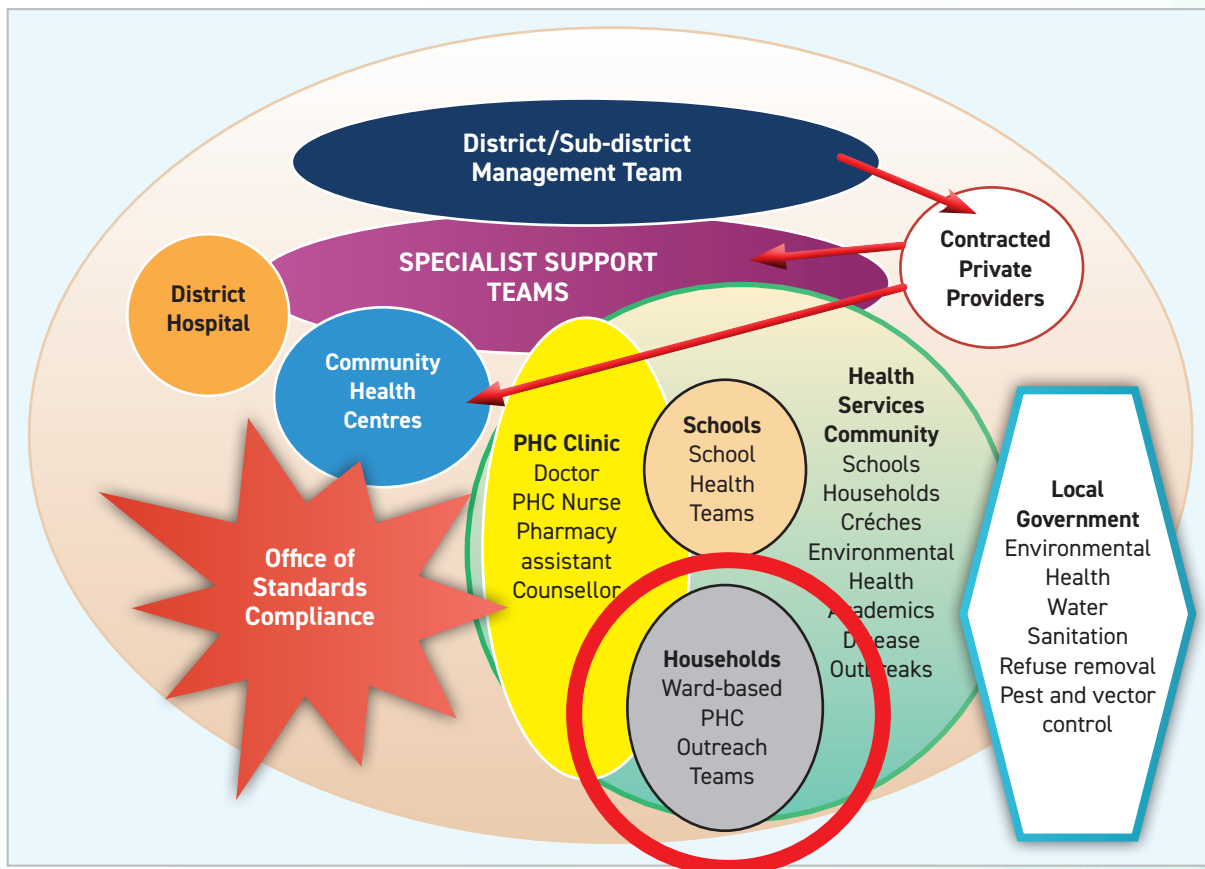 District/Sub-district
Management Team
SPECIALIST SUPPORT
TEAMS
Contracted
Private
Providers
District
Hospital
Community
Health
Centres
PHC Clinic
Doctor
PHC Nurse
Pharmacy
assistant
Counsellor
Schools
School
Health
Teams
Health
Services
Community
Schools
Households
Créches
Environmental
Health
Academics
Disease
Outbreaks
Households
Ward-based
PHC
Outreach
Teams
Office of
Standards
Compliance
Local
Government
Environmental
Health
Water
Sanitation
Refuse removal
Pest and vector
control